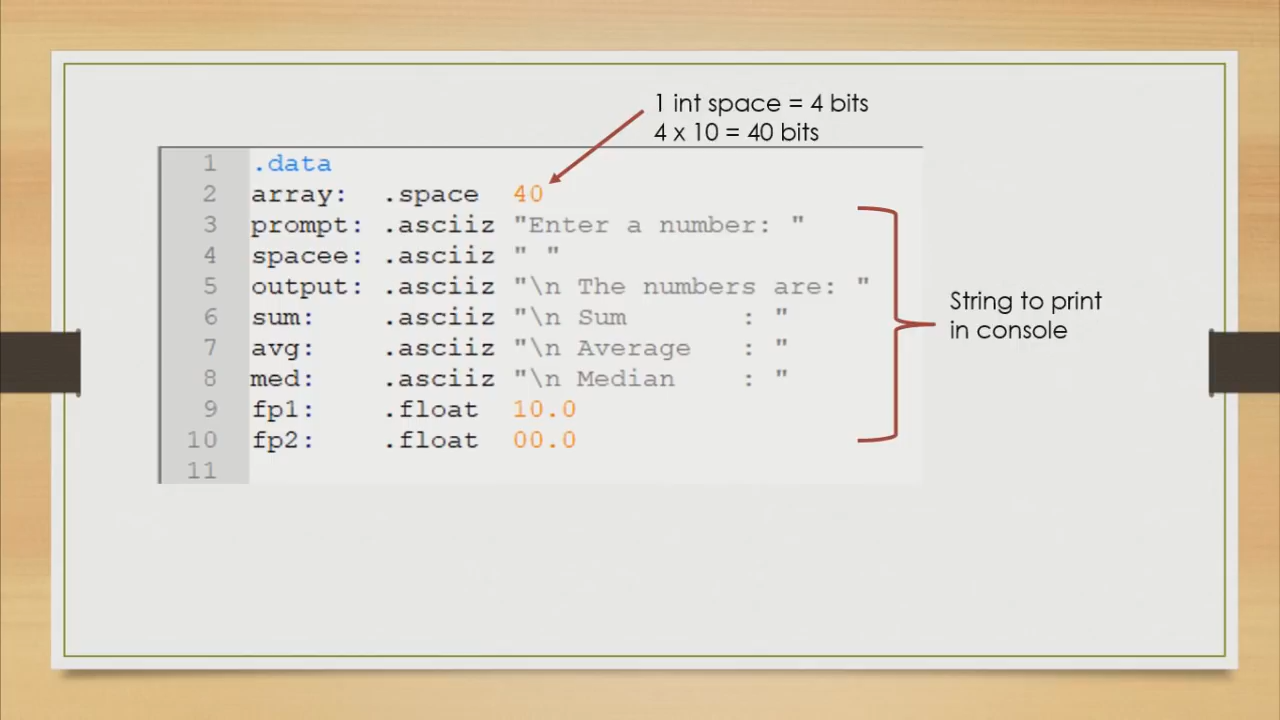 1 int space = 4 bits
4 x 10 = 40 bits
1 .data
2 array: .space 40
3 prompt: .asciiz "Enter a number: "
4 spacee: .asciiz " "
5 output: .asciiz "\n The numbers are: "
6 sum: .asciiz "\n Sum : "
7 avg: .asciiz "\n Average : "
8 med: .asciiz "\n Median : "
9 fp1: .float 10.0
10 fp2: .float 00.0
11
String to print
in console